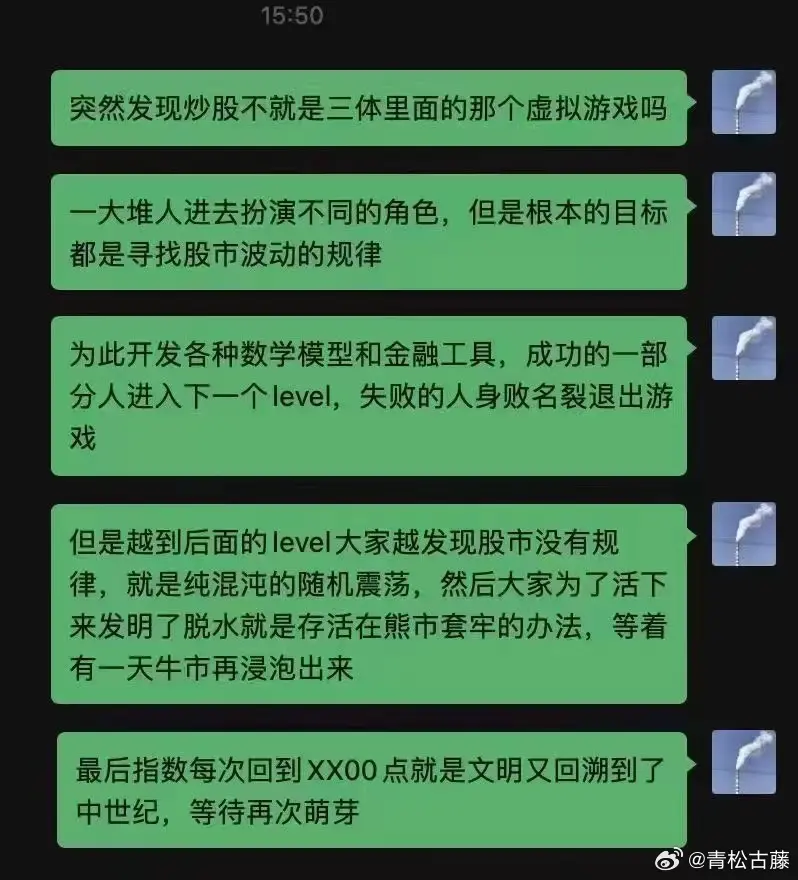 15:50
突然发现炒股不就是三体里面的那个虚拟游戏吗
一大堆人进去扮演不同的角色，但是根本的目标
都是寻找股市波动的规律
为此开发各种数学模型和金融工具，成功的一部
分人进入下一个level，失败的人身败名裂退出游
戏
但是越到后面的level大家越发现股市没有规
律，就是纯混沌的随机震荡，然后大家为了活下
来发明了脱水就是存活在熊市套牢的办法，等着
有一天牛市再浸泡出来
最后指数每次回到XX00点就是文明又回溯到了
中世纪，等待再次萌芽
@青松古藤